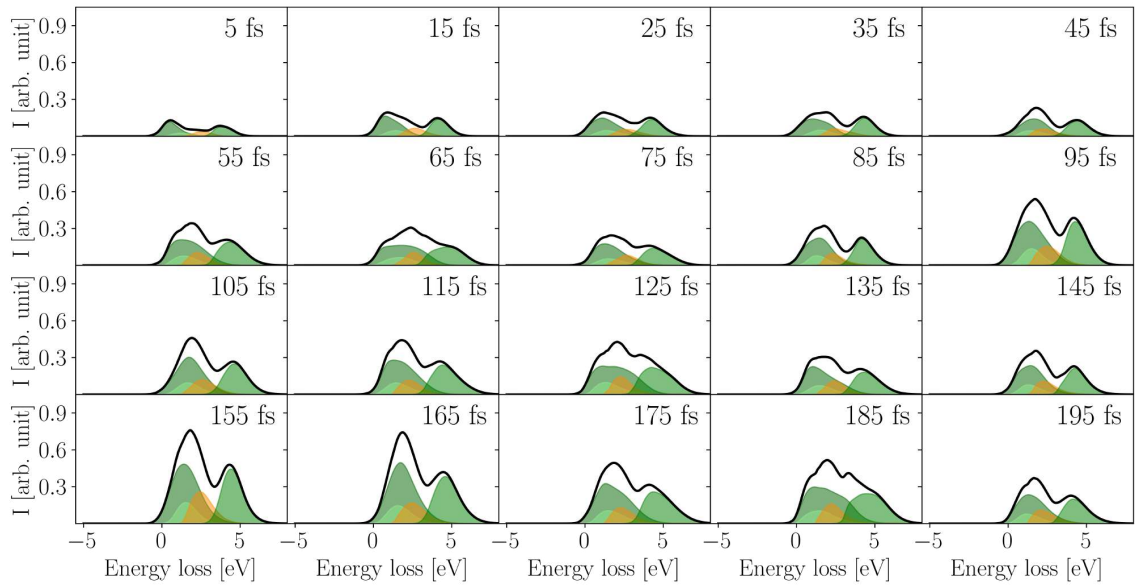 5 fs 15 fs 25 fs 35 fs 45 fs
I [arb. unit]
0.9
0.6
0.3
55 fs 65 fs 75 fs 85 fs 95 fs
I [arb. unit]
0.9
0.6
0.3
105 fs 115 fs 125 fs 135 fs 145 fs
I [arb. unit]
0.9
0.6
0.3
155 fs 165 fs 175 fs 185 fs 195 fs
I [arb. unit]
0.9
0.6
0.3
−5 0 5 −5 0 5 −5 0 5 −5 0 5 −5 0 5
Energy loss [eV] Energy loss [eV] Energy loss [eV] Energy loss [eV] Energy loss [eV]